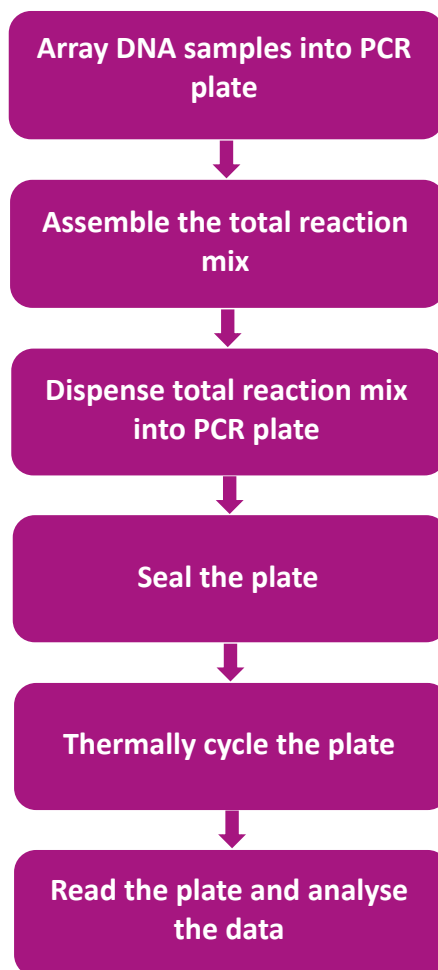 Array DNA samples into PCR
plate
Assemble the total reaction
mix
Dispense total reaction mix
into PCR plate
Seal the plate
Thermally cycle the plate
Read the plate and analyse
the data